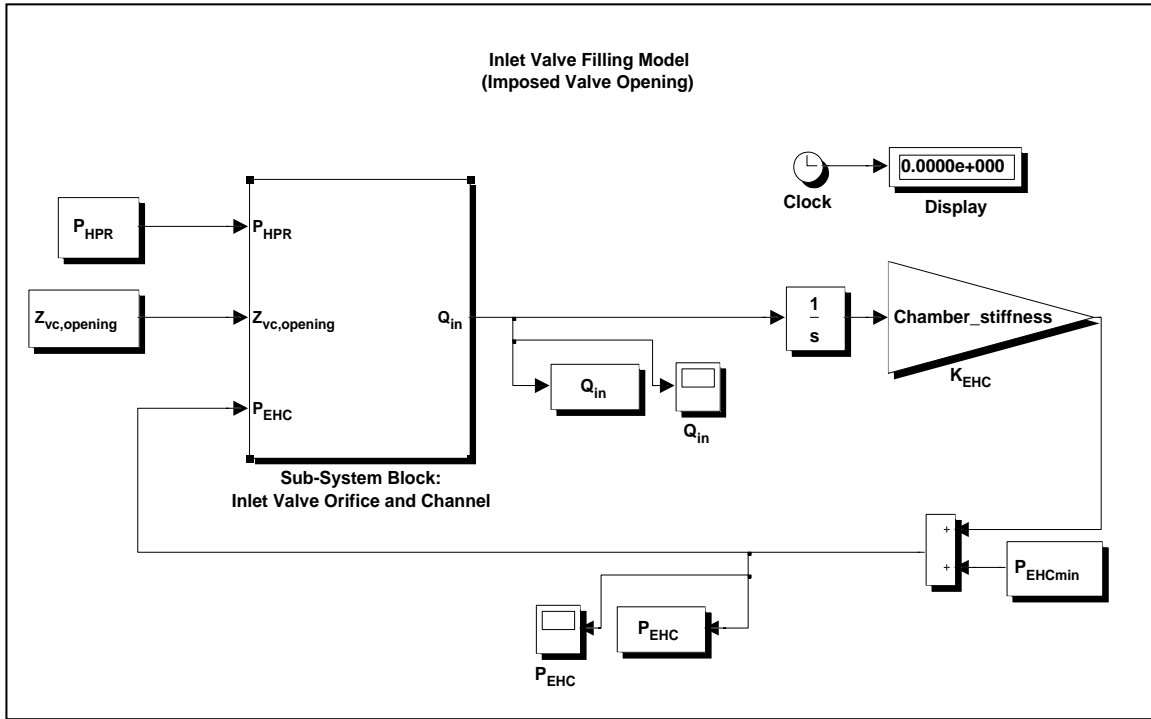 Inlet Valve Filling Model
(Imposed Valve Opening)
0.0000e+000
Clock
Display
P_HPR
P_HPR
Z_vc,opening
Z_vc,opening
Q_in
1
s
Chamber_stiffness
K_EHC
P_EHC
Q_in
Q_in
Sub-System Block:
Inlet Valve Orifice and Channel
+
+
P_EHCmin
P_EHC
P_EHC